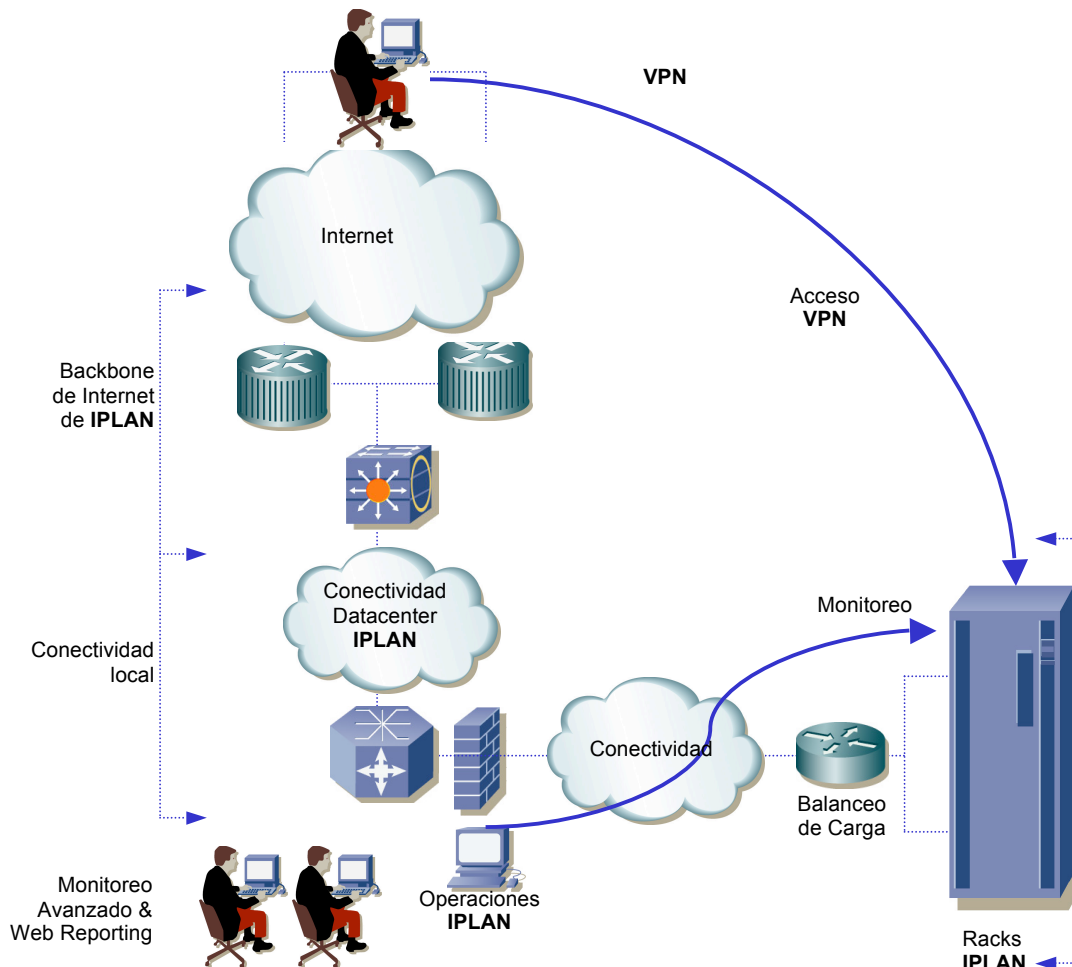 VPN
Internet
Acceso
VPN
Backbone
de Internet
de IPLAN
Conectividad
Datacenter
IPLAN
Monitoreo
Conectividad
local
Conectividad
Balanceo
de Carga
Monitoreo
Avanzado &
Web Reporting
Operaciones
IPLAN
Racks
IPLAN